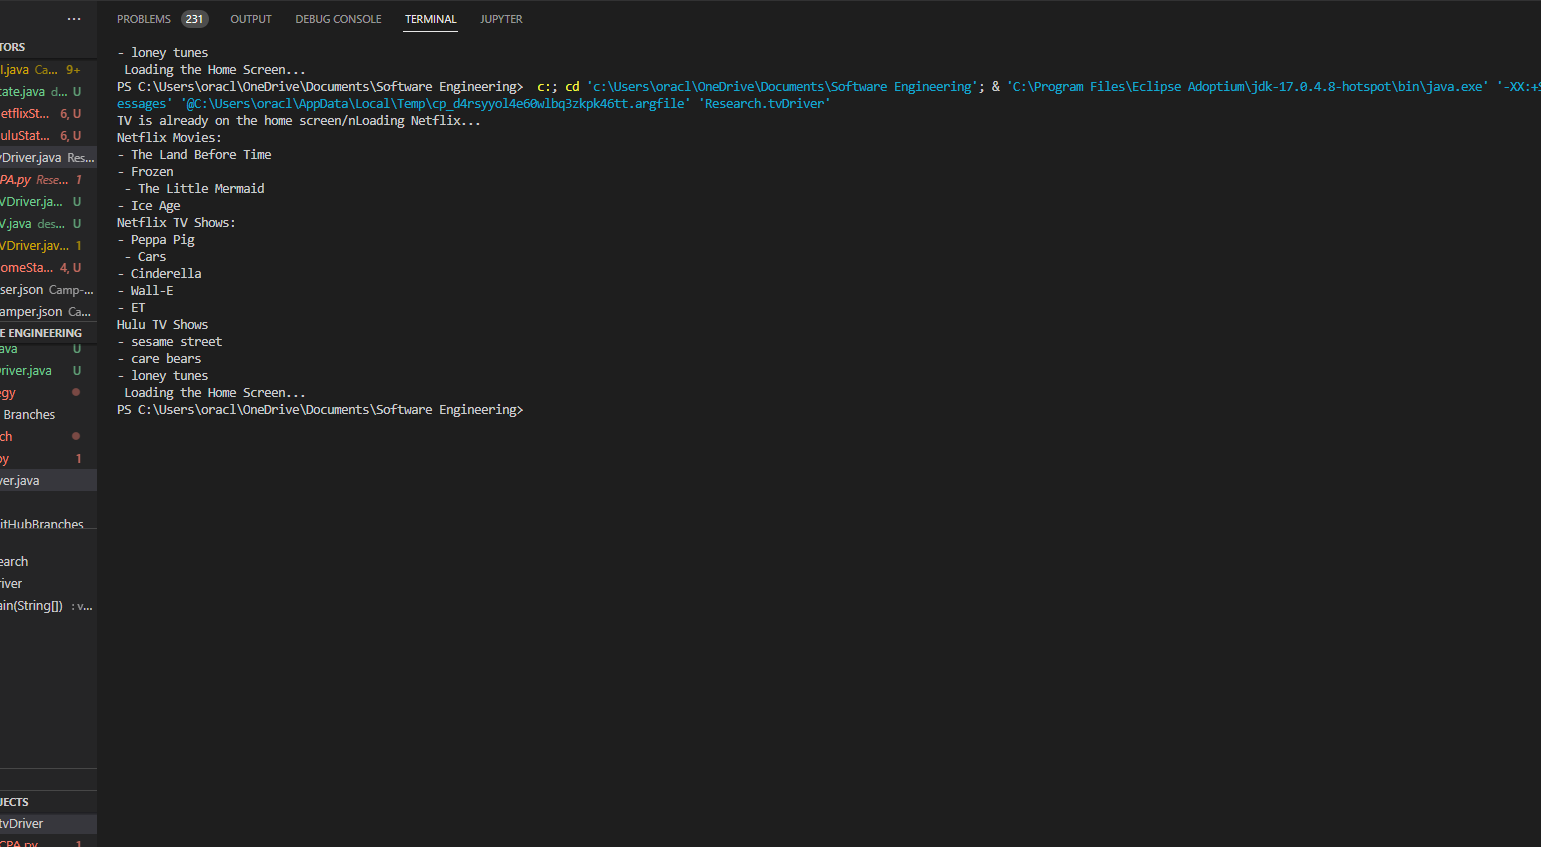 PROBLEMS 231 OUTPUT DEBUG CONSOLE TERMINAL JUPYTER
- loney tunes
Loading the Home Screen...
PS C:\Users\oracl\OneDrive\Documents\Software Engineering> c:; cd 'c:\Users\oracl\OneDrive\Documents\Software Engineering'; & 'C:\Program Files\Eclipse Adoptium\jdk-17.0.4.8-hotspot\bin\java.exe' '-XX:+S
essages' '@C:\Users\oracl\AppData\Local\Temp\cp_d4rsyyol4e60wlbq3zkpk46tt.argfile' 'Research.tvDriver'
TV is already on the home screen/nLoading Netflix...
Netflix Movies:
- The Land Before Time
- Frozen
- The Little Mermaid
- Ice Age
Netflix TV Shows:
- Peppa Pig
- Cars
- Cinderella
- Wall-E
- ET
Hulu TV Shows
- sesame street
- care bears
- loney tunes
Loading the Home Screen...
PS C:\Users\oracl\OneDrive\Documents\Software Engineering>
...
TORS
I.java Ca... 9+
tate.java d... U
etflixSt... 6, U
uluStat... 6, U
vDriver.java Res...
PA.py Rese... 1
VDriver.ja... U
V.java des... U
VDriver.jav... 1
omeSta... 4, U
ser.json Camp-...
amper.json Ca...
E ENGINEERING
ava U
river.java U
egy
Branches
ch
py 1
ver.java
itHubBranches
earch
river
ain(String[]) : v...
JECTS
tvDriver
CPA.py 1